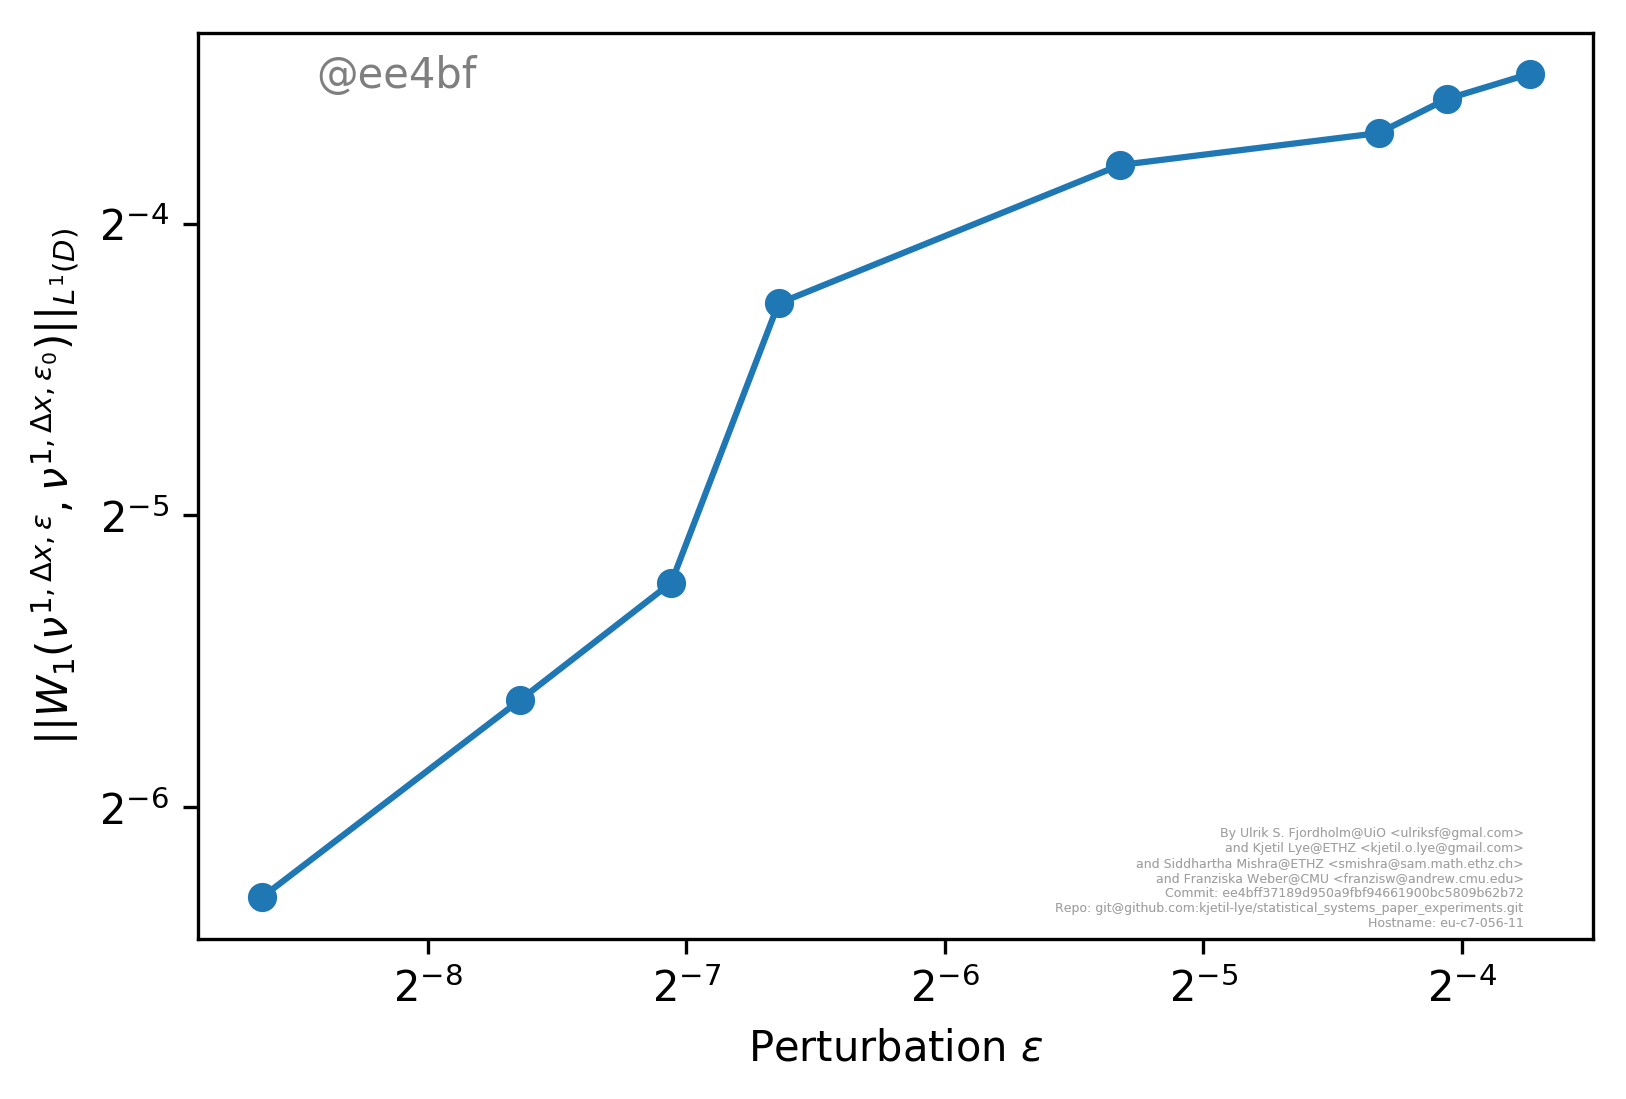 @ee4bf
2⁻⁴
2⁻⁵
2⁻⁶
||W₁(ν^{1,Δx,ε}, ν^{1,Δx,ε₀})||_{L¹(D)}
By Ulrik S. Fjordholm@UiO <ulriksf@gmal.com>
and Kjetil Lye@ETHZ <kjetil.o.lye@gmail.com>
and Siddhartha Mishra@ETHZ <smishra@sam.math.ethz.ch>
and Franziska Weber@CMU <franzisw@andrew.cmu.edu>
Commit: ee4bff37189d950a9fbf94661900bc5809b62b72
Repo: git@github.com:kjetil-lye/statistical_systems_paper_experiments.git
Hostname: eu-c7-056-11
2⁻⁸ 2⁻⁷ 2⁻⁶ 2⁻⁵ 2⁻⁴
Perturbation ε